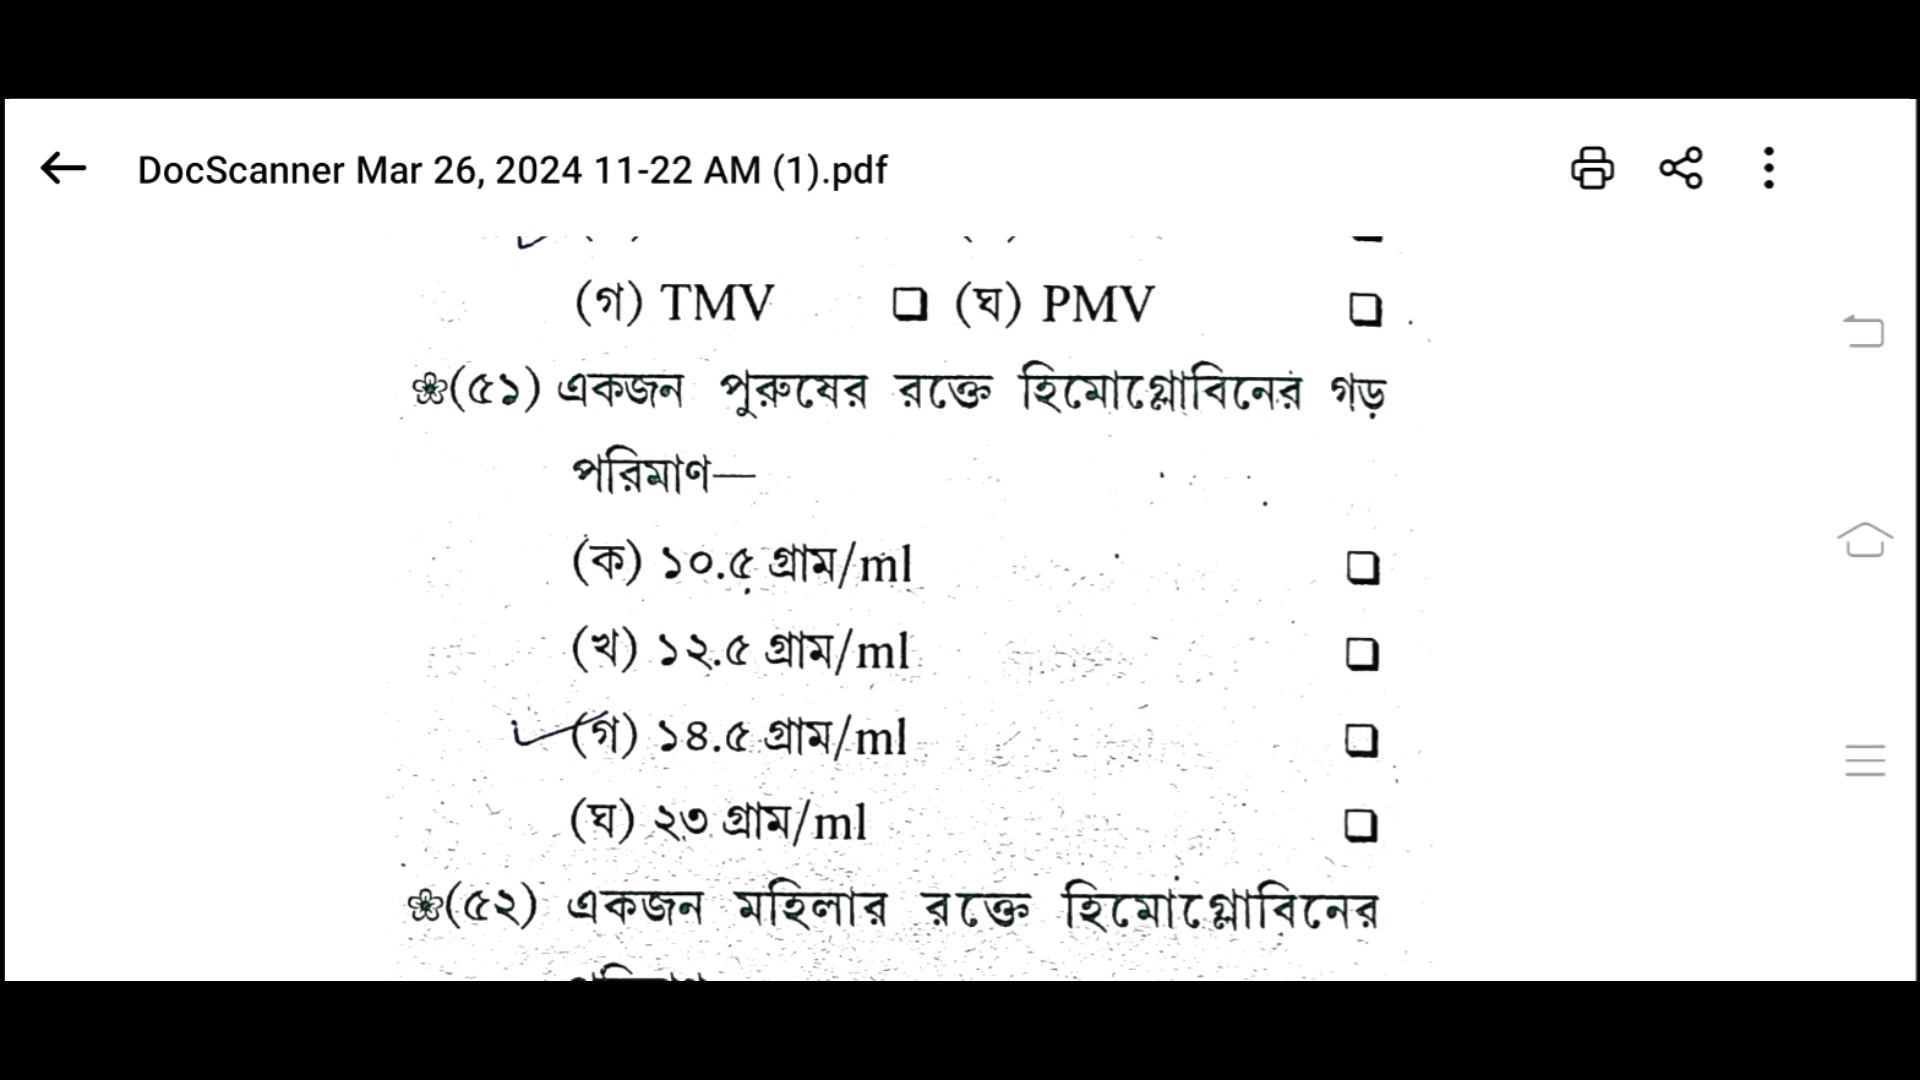 DocScanner Mar 26, 2024 11-22 AM (1).pdf
(গ) TMV (ঘ) PMV
(৫১) একজন পুরুষের রক্তে হিমোগ্লোবিনের গড়
পরিমাণ—
(ক) ১০.৫ গ্রাম/ml
(খ) ১২.৫ গ্রাম/ml
(গ) ১৪.৫ গ্রাম/ml
(ঘ) ২৩ গ্রাম/ml
(৫২) একজন মহিলার রক্তে হিমোগ্লোবিনের